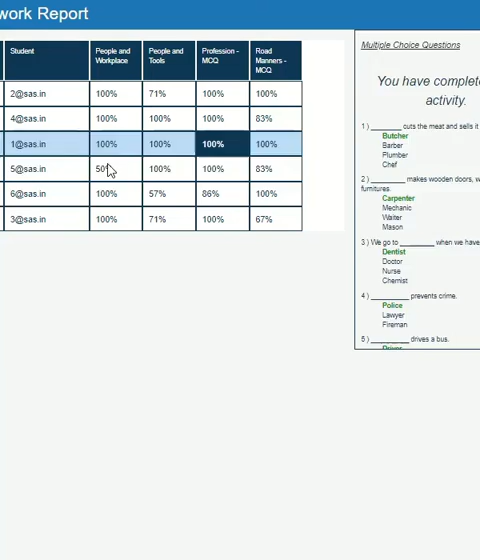 work Report
Student People and Workplace People and Tools Profession - MCQ Road Manners - MCQ
2@sas.in 100% 71% 100% 100%
4@sas.in 100% 100% 100% 83%
1@sas.in 100% 100% 100% 100%
5@sas.in 50% 100% 100% 83%
6@sas.in 100% 57% 86% 100%
3@sas.in 100% 71% 100% 67%
Multiple Choice Questions
You have complete
activity.
1 ) ________ cuts the meat and sells it
Butcher
Barber
Plumber
Chef
2 ) ________ makes wooden doors, w
furnitures.
Carpenter
Mechanic
Waiter
Mason
3 ) We go to ________ when we have
Dentist
Doctor
Nurse
Chemist
4 ) ________ prevents crime.
Police
Lawyer
Fireman
5 ) ________ drives a bus.
Driver